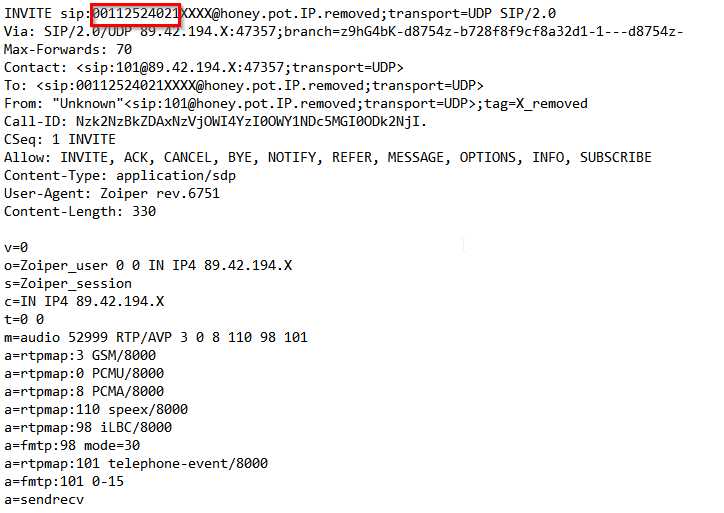 INVITE sip:00112524021XXXX@honey.pot.IP.removed;transport=UDP SIP/2.0
Via: SIP/2.0/UDP 89.42.194.X:47357;branch=z9hG4bK-d8754z-b728f8f9cf8a32d1-1---d8754z-
Max-Forwards: 70
Contact: <sip:101@89.42.194.X:47357;transport=UDP>
To: <sip:00112524021XXXX@honey.pot.IP.removed;transport=UDP>
From: "Unknown"<sip:101@honey.pot.IP.removed;transport=UDP>;tag=X_removed
Call-ID: Nzk2NzBkZDAxNzVjOWI4YzI0OWY1NDc5MGI0ODk2NjI.
CSeq: 1 INVITE
Allow: INVITE, ACK, CANCEL, BYE, NOTIFY, REFER, MESSAGE, OPTIONS, INFO, SUBSCRIBE
Content-Type: application/sdp
User-Agent: Zoiper rev.6751
Content-Length: 330

v=0
o=Zoiper_user 0 0 IN IP4 89.42.194.X
s=Zoiper_session
c=IN IP4 89.42.194.X
t=0 0
m=audio 52999 RTP/AVP 3 0 8 110 98 101
a=rtpmap:3 GSM/8000
a=rtpmap:0 PCMU/8000
a=rtpmap:8 PCMA/8000
a=rtpmap:110 speex/8000
a=rtpmap:98 iLBC/8000
a=fmtp:98 mode=30
a=rtpmap:101 telephone-event/8000
a=fmtp:101 0-15
a=sendrecv